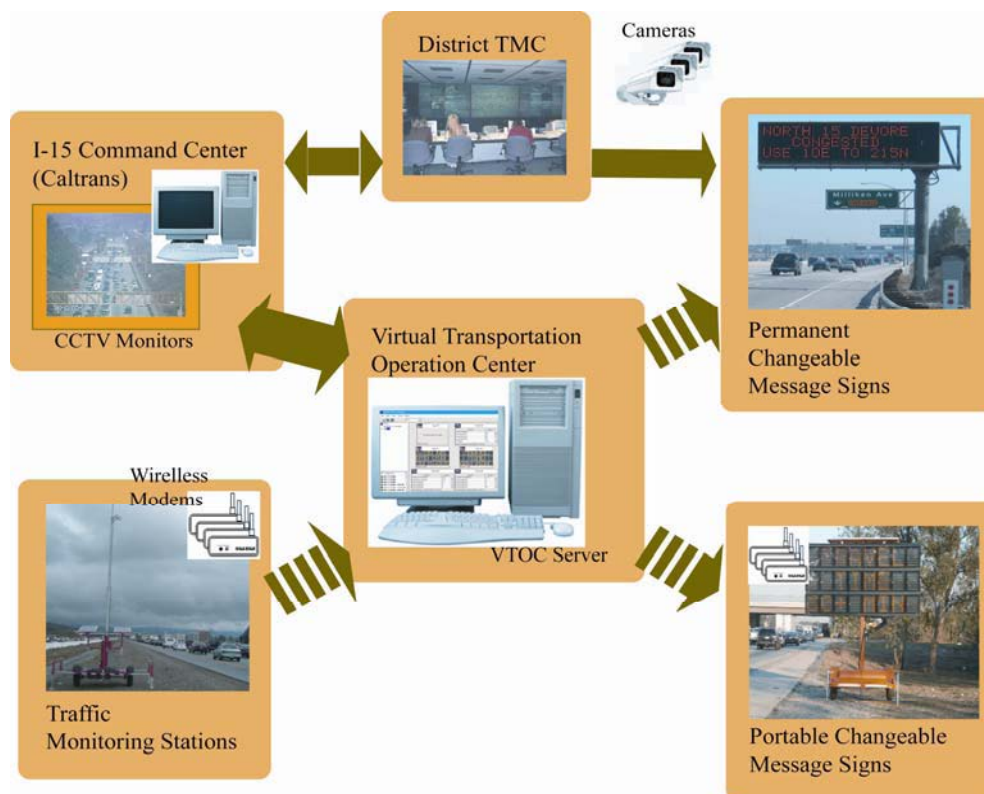 District TMC
Cameras
I-15 Command Center
(Caltrans)
CCTV Monitors
NORTH 15 DEVORE
CONGESTED
USE 10E TO 215N
Milliken Ave
Permanent
Changeable
Message Signs
Virtual Transportation
Operation Center
VTOC Server
Wirelless
Modems
Traffic
Monitoring Stations
Portable Changeable
Message Signs